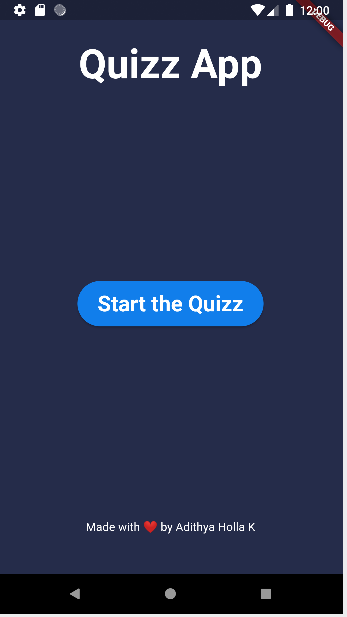 12:00
DEBUG
Quizz App
Start the Quizz
Made with ❤️ by Adithya Holla K